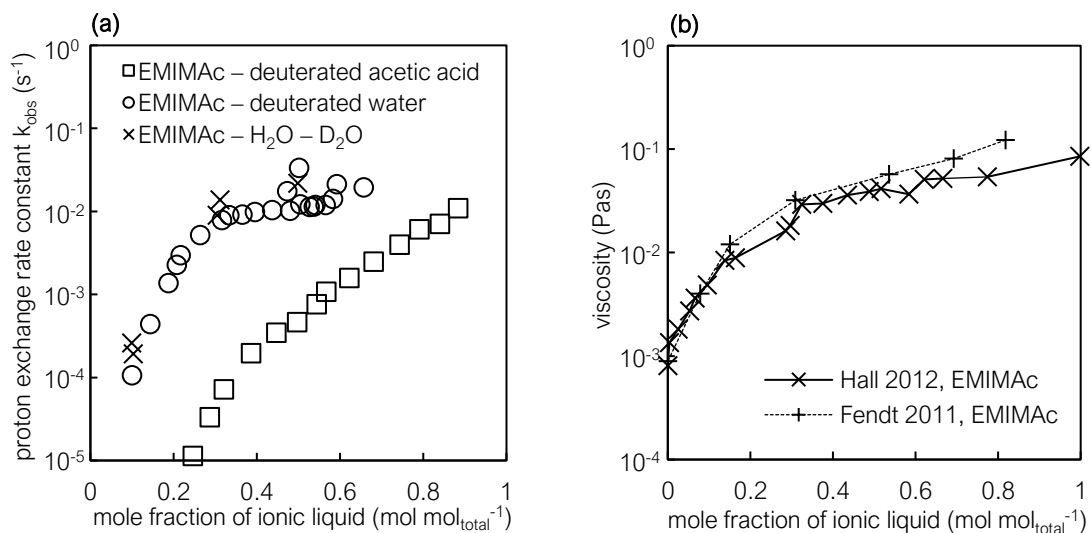 (a)
proton exchange rate constant k_obs (s⁻¹)
10⁰
10⁻¹
10⁻²
10⁻³
10⁻⁴
10⁻⁵
EMIMAc – deuterated acetic acid
EMIMAc – deuterated water
EMIMAc – H₂O – D₂O
0 0.2 0.4 0.6 0.8 1
mole fraction of ionic liquid (mol mol_total⁻¹)
(b)
viscosity (Pas)
10⁰
10⁻¹
10⁻²
10⁻³
10⁻⁴
Hall 2012, EMIMAc
Fendt 2011, EMIMAc
0 0.2 0.4 0.6 0.8 1
mole fraction of ionic liquid (mol mol_total⁻¹)